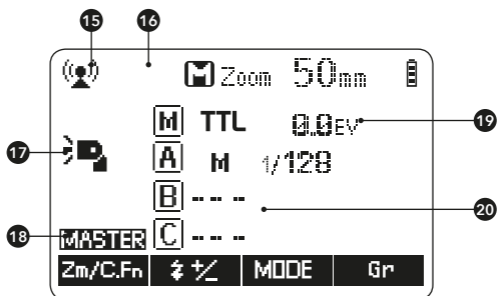 15 16
M Zoom 50mm
M TTL 0.0EV 19
17 A M 1/128
B -- -- --
20
18 MASTER C -- -- --
Zm/C.Fn +/- MODE Gr